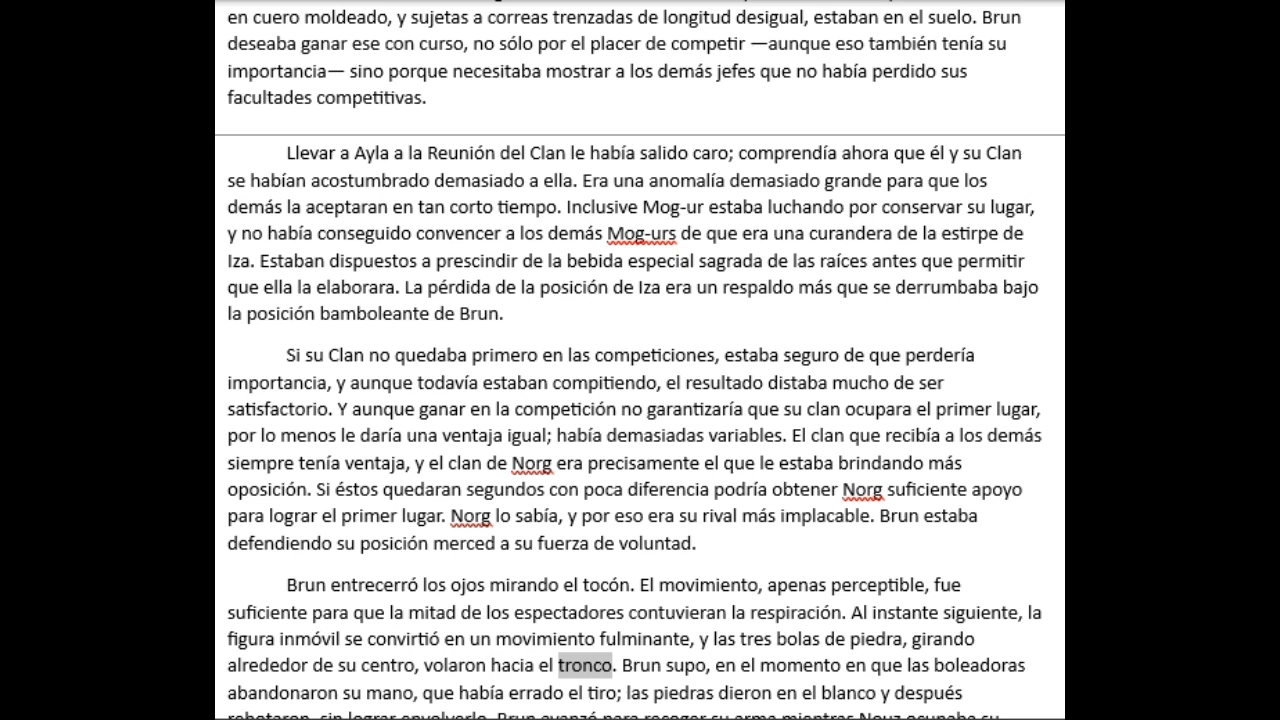 en cuero moldeado, y sujetas a correas trenzadas de longitud desigual, estaban en el suelo. Brun
deseaba ganar ese con curso, no sólo por el placer de competir —aunque eso también tenía su
importancia— sino porque necesitaba mostrar a los demás jefes que no había perdido sus
facultades competitivas.
Llevar a Ayla a la Reunión del Clan le había salido caro; comprendía ahora que él y su Clan
se habían acostumbrado demasiado a ella. Era una anomalía demasiado grande para que los
demás la aceptaran en tan corto tiempo. Inclusive Mog-ur estaba luchando por conservar su lugar,
y no había conseguido convencer a los demás Mog-urs de que era una curandera de la estirpe de
Iza. Estaban dispuestos a prescindir de la bebida especial sagrada de las raíces antes que permitir
que ella la elaborara. La pérdida de la posición de Iza era un respaldo más que se derrumbaba bajo
la posición bamboleante de Brun.
Si su Clan no quedaba primero en las competiciones, estaba seguro de que perdería
importancia, y aunque todavía estaban compitiendo, el resultado distaba mucho de ser
satisfactorio. Y aunque ganar en la competición no garantizaría que su clan ocupara el primer lugar,
por lo menos le daría una ventaja igual; había demasiadas variables. El clan que recibía a los demás
siempre tenía ventaja, y el clan de Norg era precisamente el que le estaba brindando más
oposición. Si éstos quedaran segundos con poca diferencia podría obtener Norg suficiente apoyo
para lograr el primer lugar. Norg lo sabía, y por eso era su rival más implacable. Brun estaba
defendiendo su posición merced a su fuerza de voluntad.
Brun entrecerró los ojos mirando el tocón. El movimiento, apenas perceptible, fue
suficiente para que la mitad de los espectadores contuvieran la respiración. Al instante siguiente, la
figura inmóvil se convirtió en un movimiento fulminante, y las tres bolas de piedra, girando
alrededor de su centro, volaron hacia el tronco. Brun supo, en el momento en que las boleadoras
abandonaron su mano, que había errado el tiro; las piedras dieron en el blanco y después
rebotaron, sin lograr envolverlo. Brun avanzó para recoger su arma mientras Nouz ocupaba su